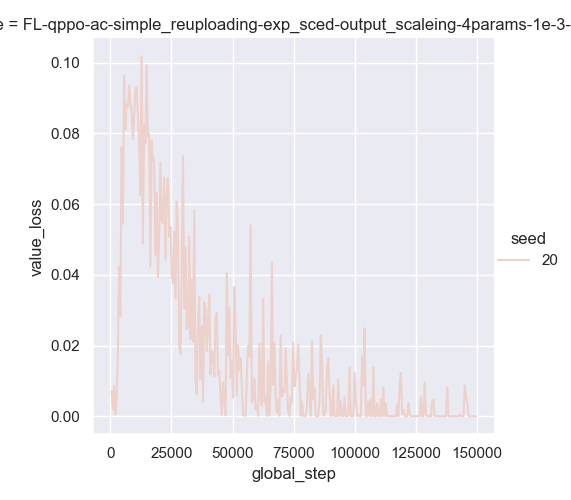 e = FL-qppo-ac-simple_reuploading-exp_sced-output_scaleing-4params-1e-3-
0.10
0.08
0.06
0.04
0.02
0.00
value_loss
0 25000 50000 75000 100000 125000 150000
global_step
seed
20